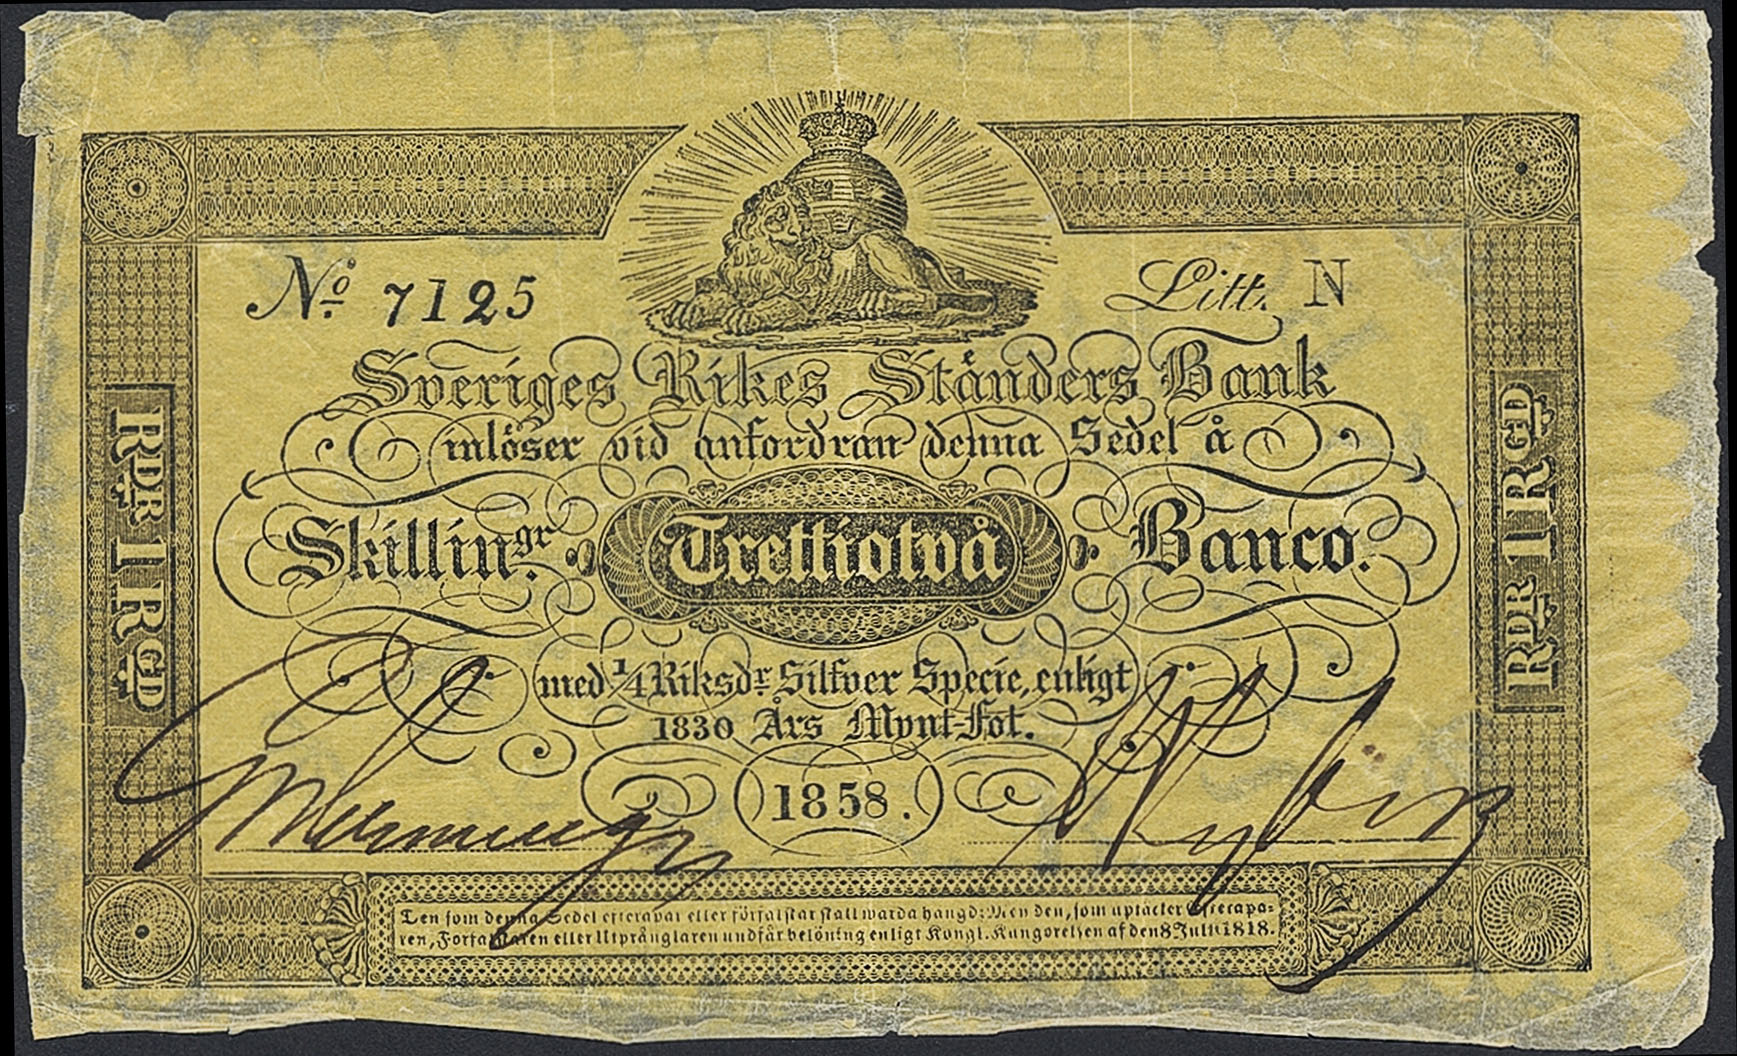 No. 7125
Litt. N
Sveriges Rikes Ständers Bank
inlöser vid anfordran denna Sedel å
Skillingr. Trettiotvå Banco.
med 1/4 Riksdr Silfver Specie, enligt
1830 Års Mynt-Fot.
1858.
RDR 1 RGD
RDR 1 RGD
Den som denna Sedel efterapar eller förfalskar skall warda hängd; Men den, som uptäcker Efterapa-
ren, Förfalskaren eller Utprånglaren undfår belöning enligt Kongl. Kungörelsen af den 8 Julii 1818.